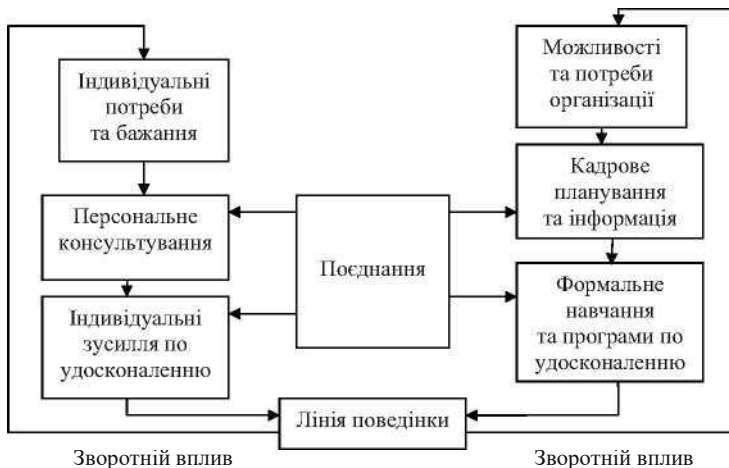 Індивідуальні
потреби
та бажання
Персональне
консультування
Індивідуальні
зусилля по
удосконаленню
Поєднання
Можливості
та потреби
організації
Кадрове
планування
та інформація
Формальне
навчання
та програми по
удосконаленню
Лінія поведінки
Зворотній вплив
Зворотній вплив